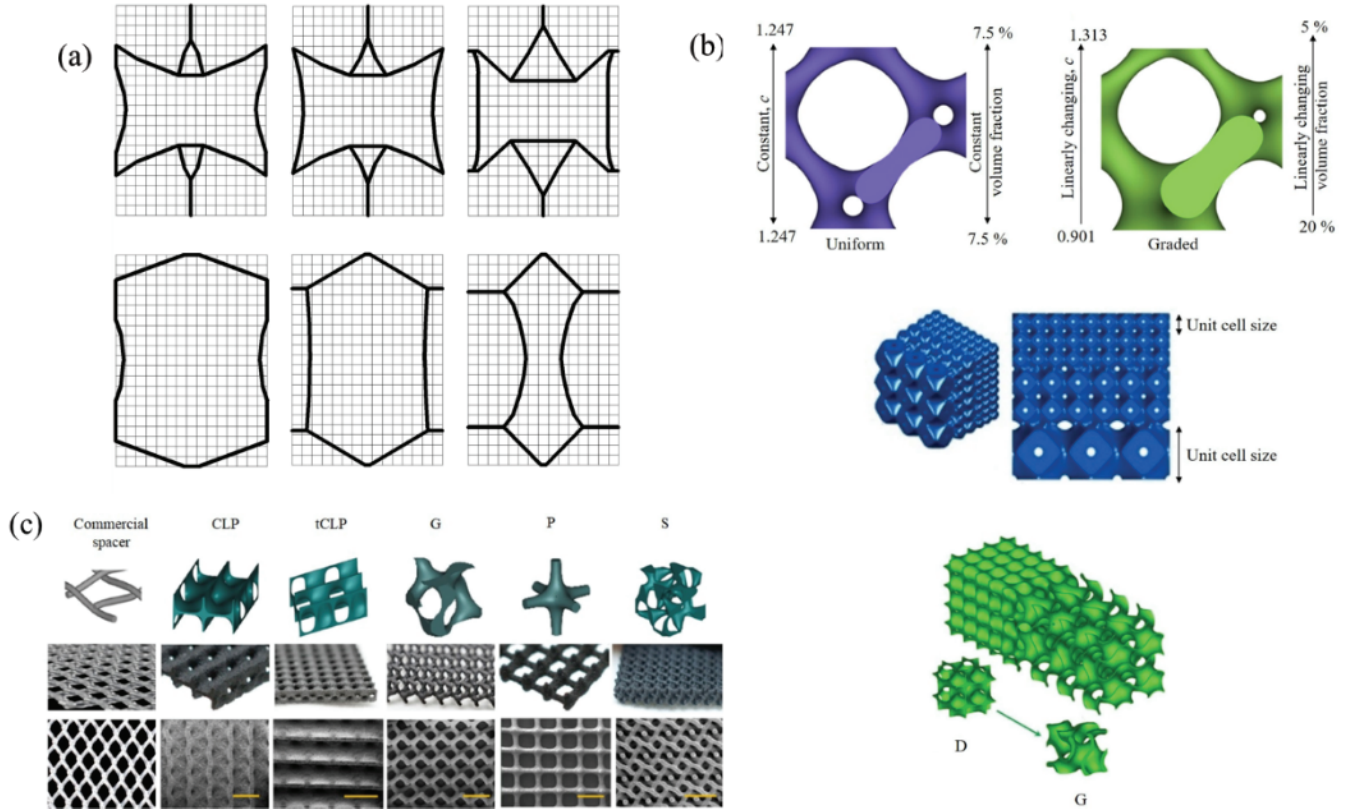 (a)
(b)
1.247
Constant, c
1.247
Uniform
7.5 %
Constant
volume fraction
7.5 %
1.313
Linearly changing, c
0.901
Graded
5 %
Linearly changing
volume fraction
20 %
Unit cell size
Unit cell size
(c)
Commercial
spacer
CLP
tCLP
G
P
S
D
G